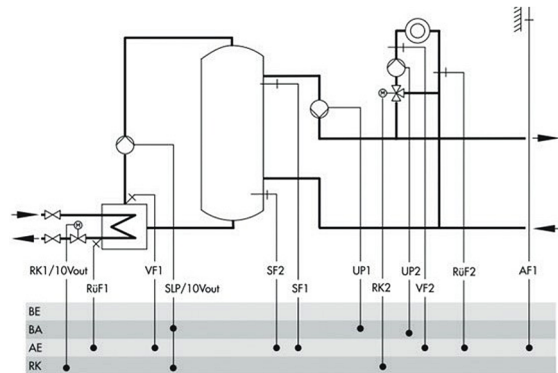 M
M
RK1/10Vout
VF1
SF2
UP1
UP2
RüF2
AF1
RüF1
SLP/10Vout
SF1
RK2
VF2
BE
BA
AE
RK